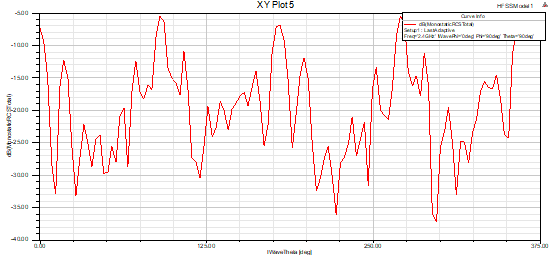 XY Plot 5
HFSSModel1
Curve Info
dB(MonostaticRCSTotal)
Setup1 : LastAdaptive
Freq='2.4GHz' IWavePhi='0deg' Phi='0deg' Theta='90deg'
-500
-1000
-1500
-2000
-2500
-3000
-3500
-4000
dB(MonostaticRCSTotal)
0.00
125.00
250.00
375.00
IWaveTheta [deg]